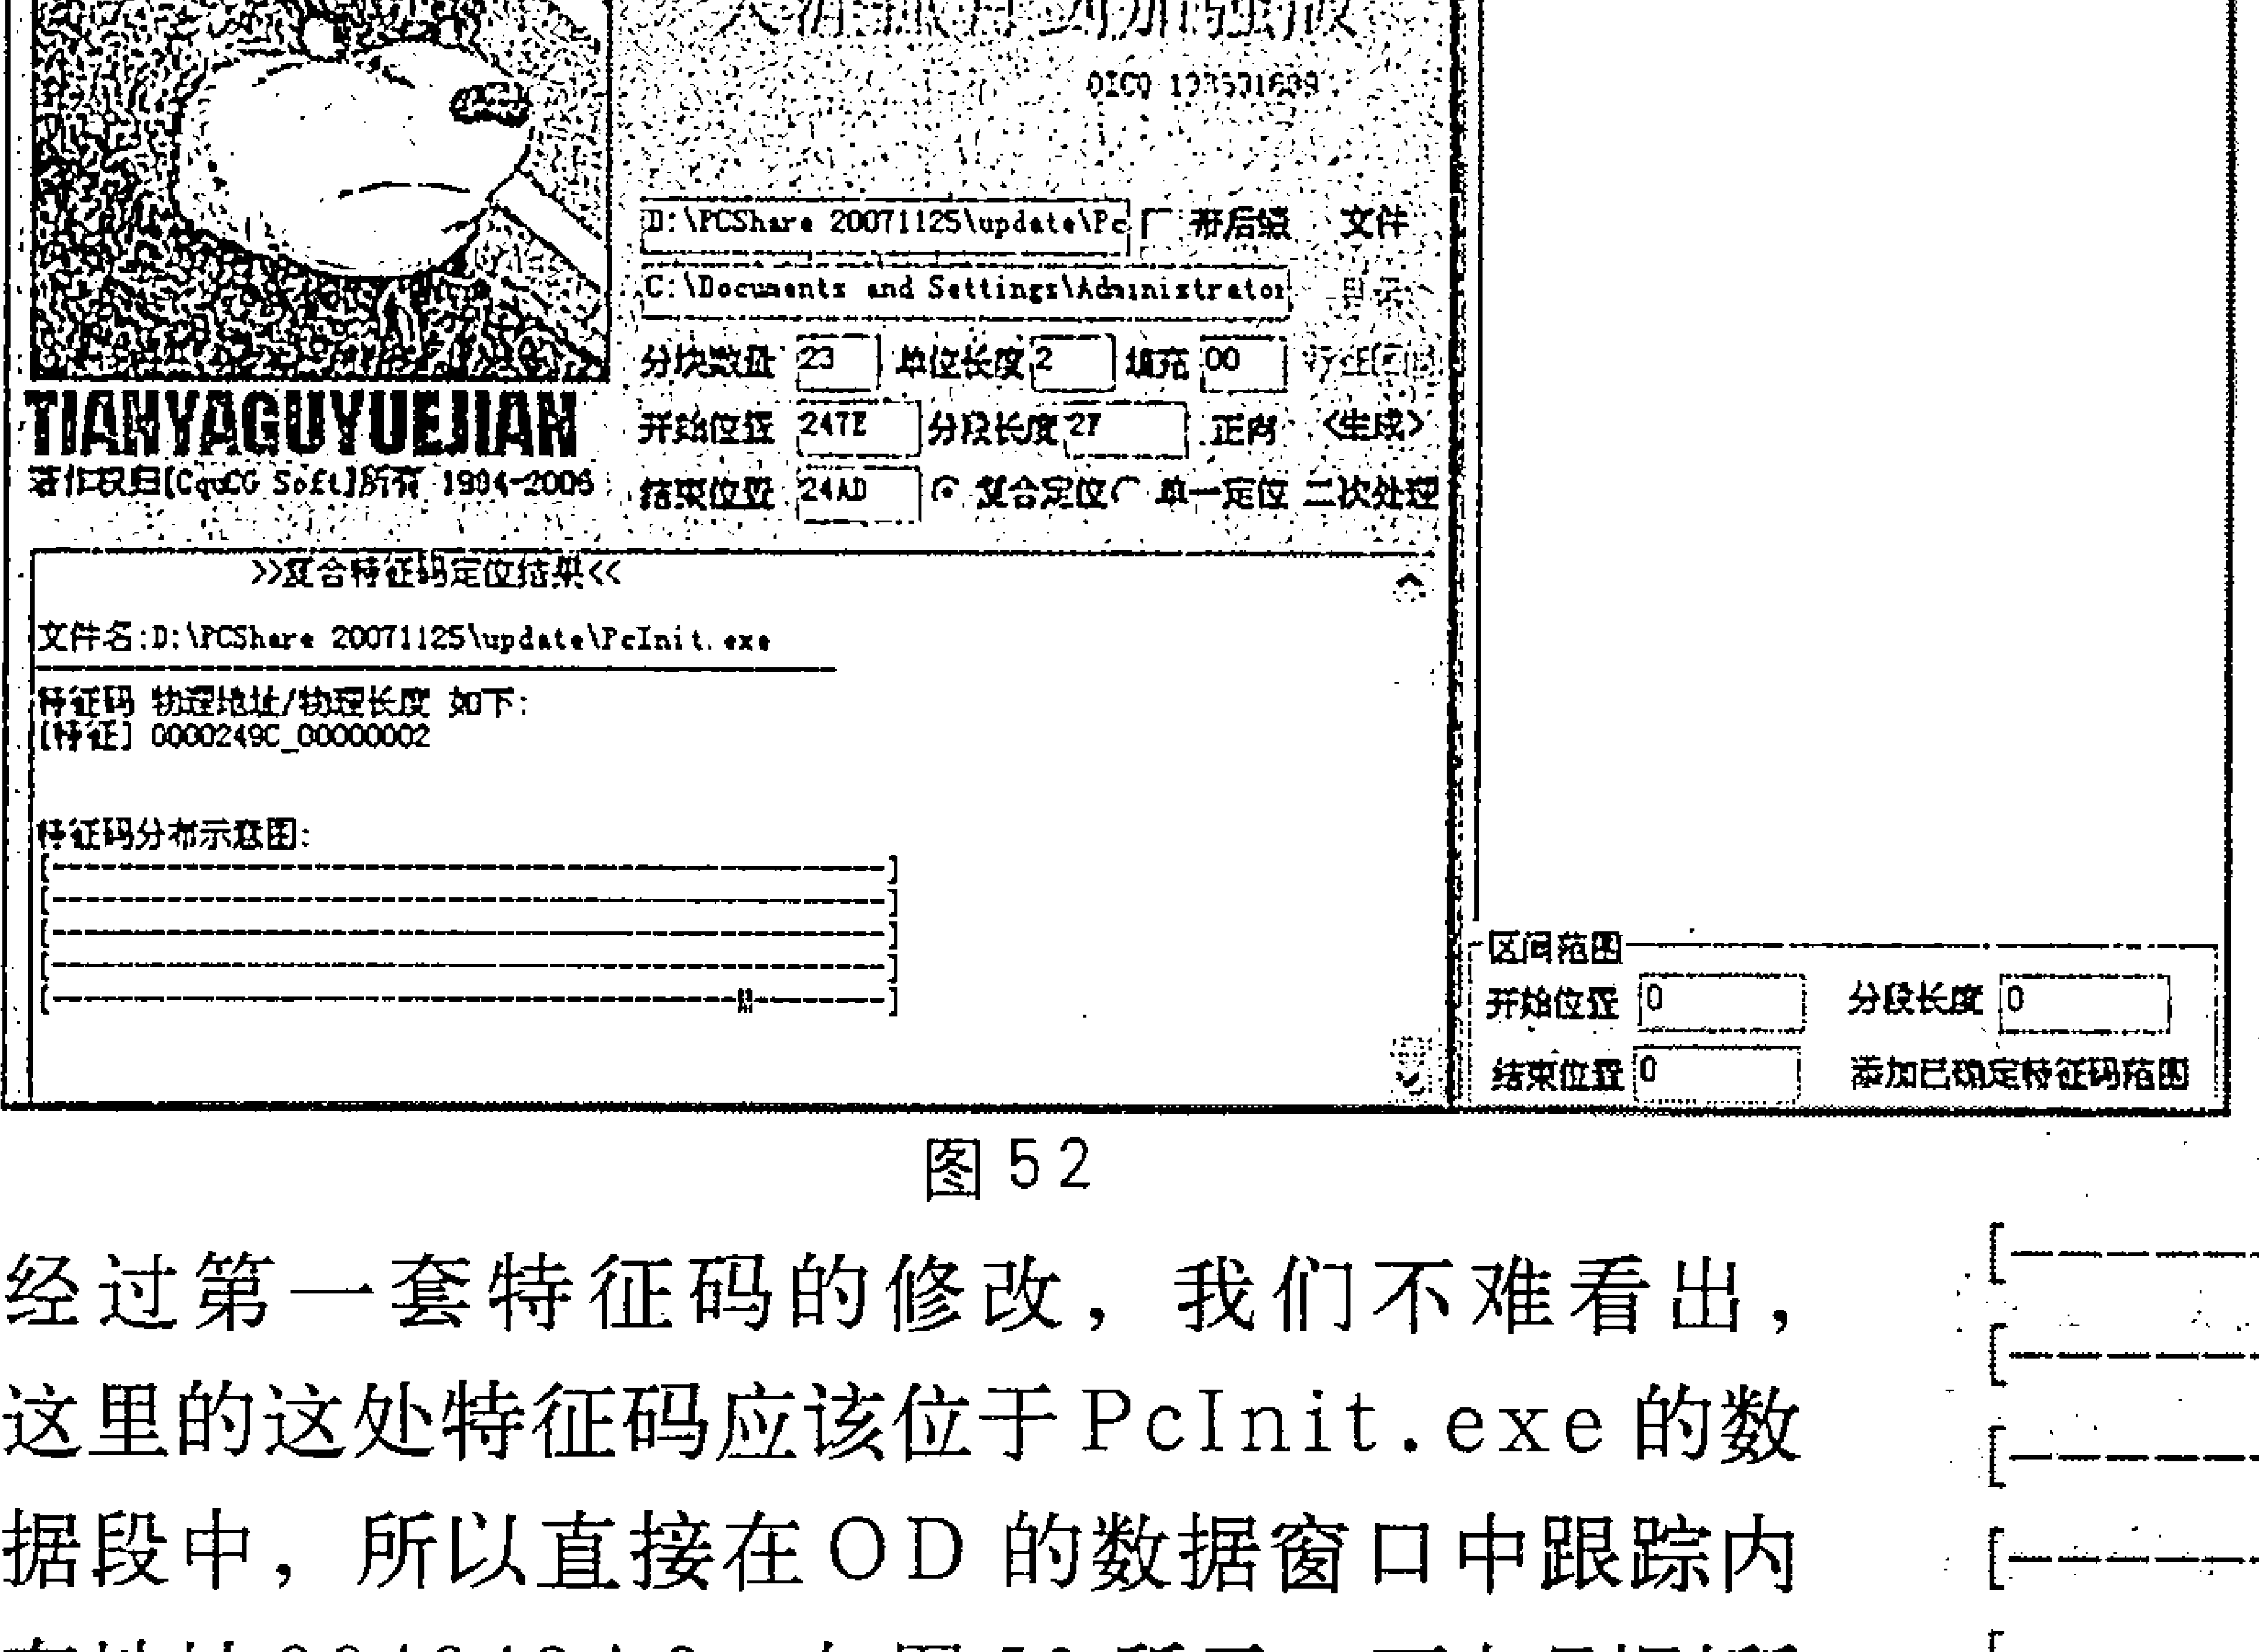 D:\PCShare 20071125\update\Pc 带后缀 文件
C:\Documents and Settings\Administrator 目录
分块数量 23 单位长度 2 填充 00
TIANYAGUYUEJIAN
开始位置 247E 分段长度 2F 正向 <生成>
著作权归[CquCG Soft]所有 1994-2006
结束位置 24AD 复合定位 单一定位 二次处理
>>复合特征码定位结果<<
文件名:D:\PCShare 20071125\update\PcInit.exe
特征码 物理地址/物理长度 如下:
[特征] 0000249C_00000002
特征码分布示意图:
区间范围
开始位置 0 分段长度 0
结束位置 0 添加已确定特征码范围
图 52
经过第一套特征码的修改，我们不难看出，
这里的这处特征码应该位于PcInit.exe的数
据段中，所以直接在OD的数据窗口中跟踪内